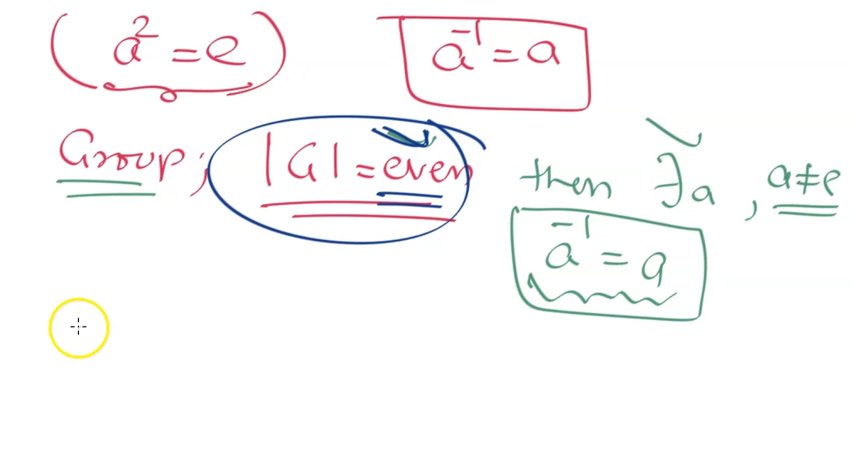 (a² = e) a⁻¹ = a
Group; |G| = even then ∃a, a≠e
a⁻¹ = a